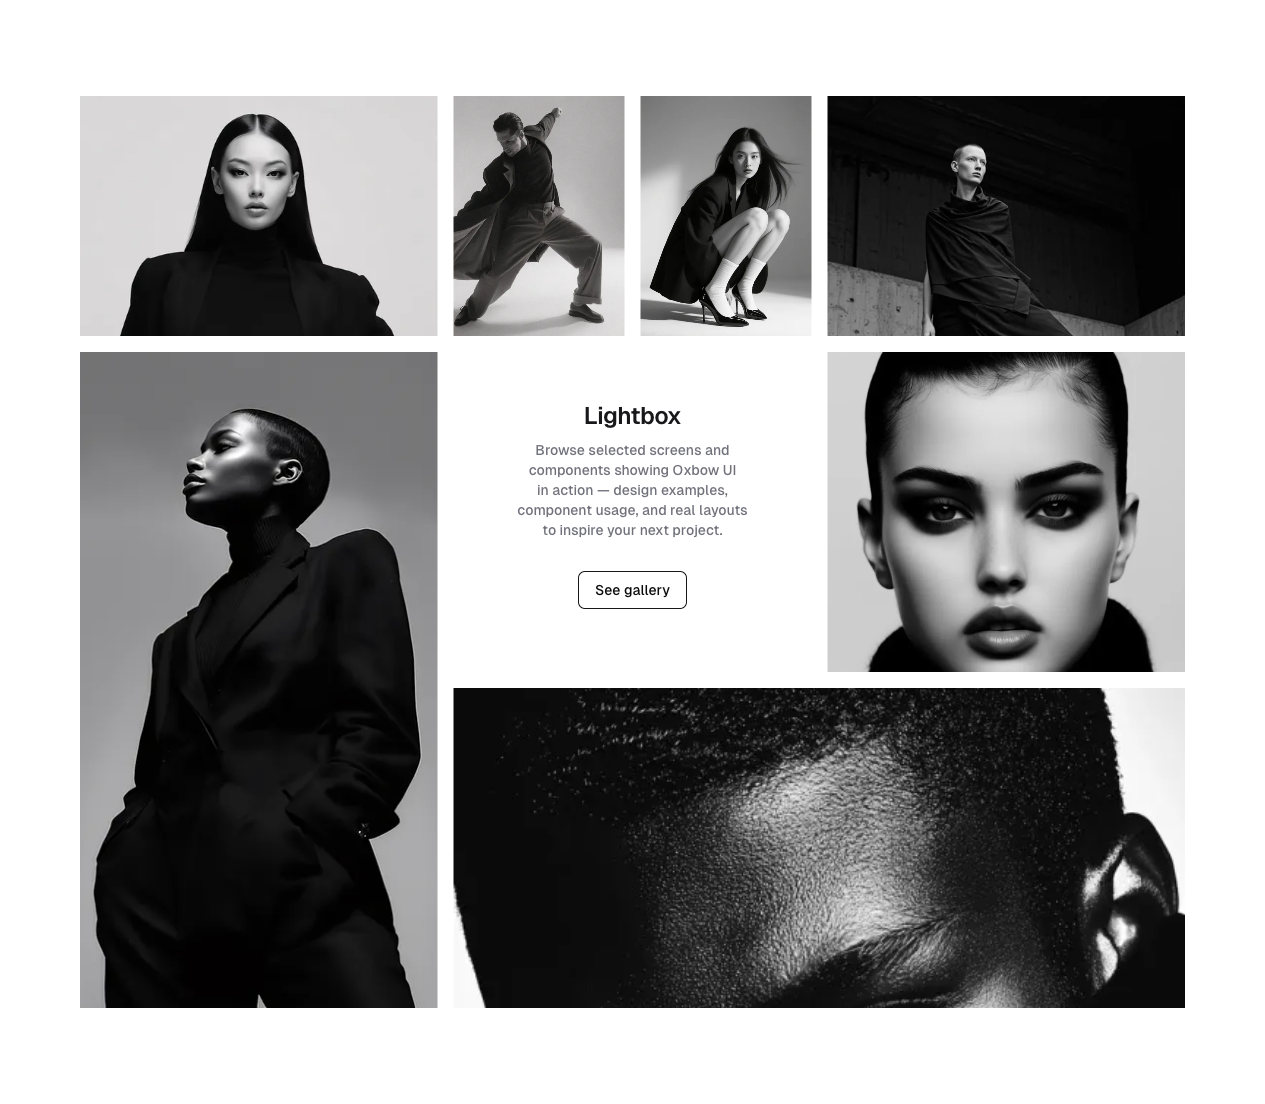 Lightbox
Browse selected screens and
components showing Oxbow UI
in action — design examples,
component usage, and real layouts
to inspire your next project.
See gallery